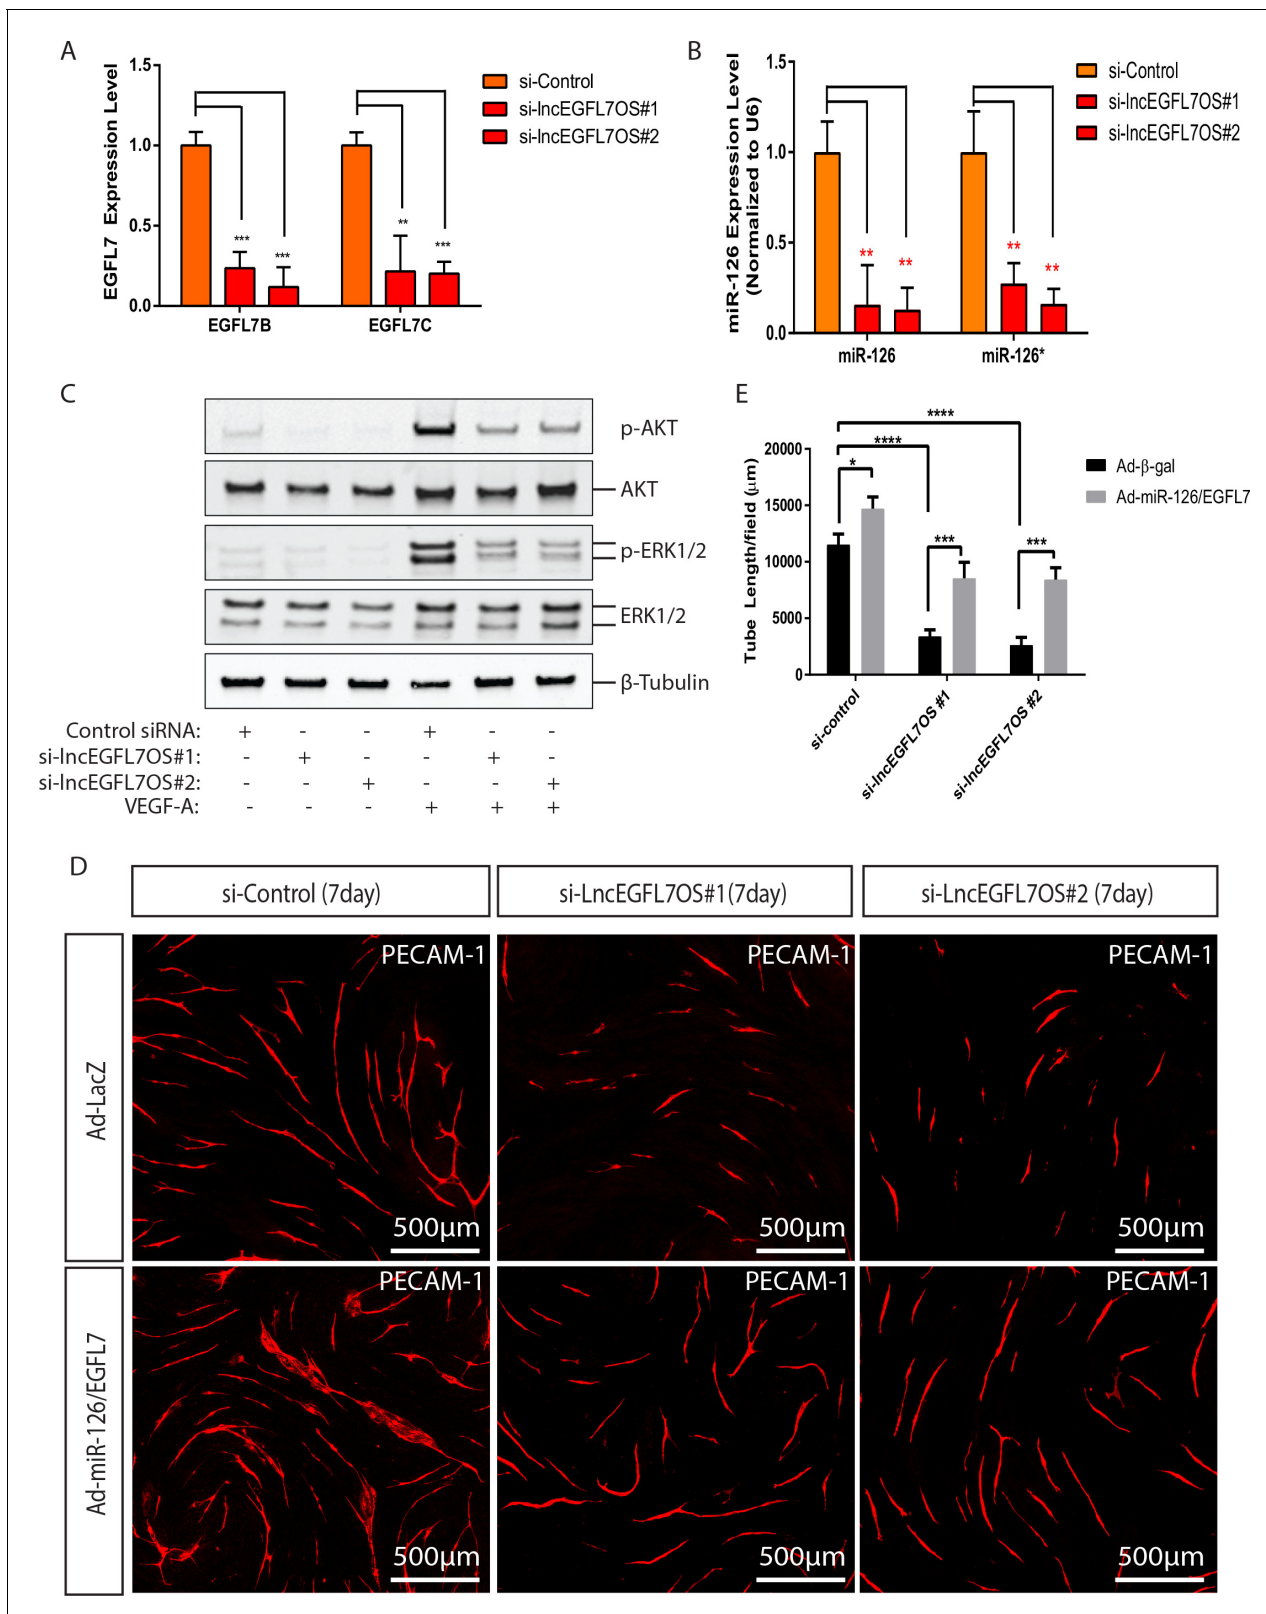 A
EGFL7 Expression Level
1.5
1.0
0.5
0.0
*** *** ** ***
EGFL7B EGFL7C
si-Control
si-lncEGFL7OS#1
si-lncEGFL7OS#2
B
miR-126 Expression Level
(Normalized to U6)
1.5
1.0
0.5
0.0
** ** ** **
miR-126 miR-126*
si-Control
si-lncEGFL7OS#1
si-lncEGFL7OS#2
C
p-AKT
AKT
p-ERK1/2
ERK1/2
β-Tubulin
Control siRNA: + - - + - -
si-lncEGFL7OS#1: - + - - + -
si-lncEGFL7OS#2: - - + - - +
VEGF-A: - - - + + +
E
Tube Length/field (μm)
20000
15000
10000
5000
0
****
****
* *** ***
si-control
si-lncEGFL7OS #1
si-lncEGFL7OS #2
Ad-β-gal
Ad-miR-126/EGFL7
D
si-Control (7day)
si-LncEGFL7OS#1(7day)
si-LncEGFL7OS#2 (7day)
Ad-LacZ
PECAM-1 PECAM-1 PECAM-1
500μm 500μm 500μm
Ad-miR-126/EGFL7
PECAM-1 PECAM-1 PECAM-1
500μm 500μm 500μm